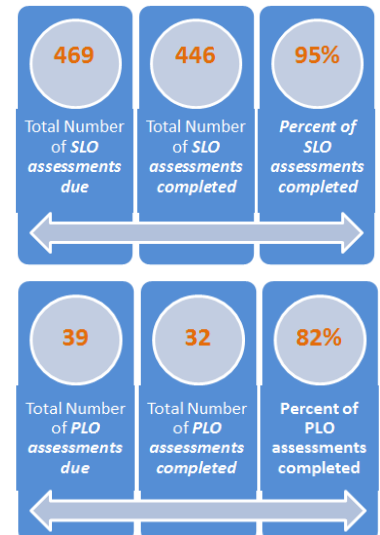 469
446
95%
Total Number
of SLO
assessments
due
Total Number
of SLO
assessments
completed
Percent of
SLO
assessments
completed
39
32
82%
Total Number
of PLO
assessments
due
Total Number
of PLO
assessments
completed
Percent of
PLO
assessments
completed